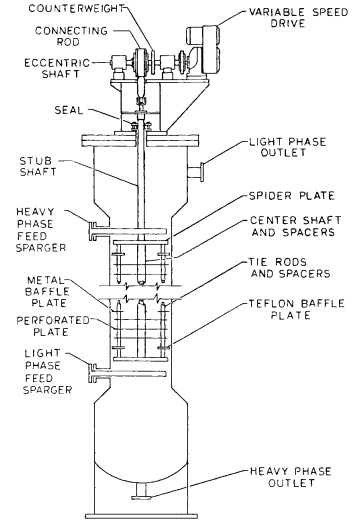 COUNTERWEIGHT
CONNECTING
ROD
ECCENTRIC
SHAFT
VARIABLE SPEED
DRIVE
SEAL
STUB
SHAFT
LIGHT PHASE
OUTLET
HEAVY
PHASE
FEED
SPARGER
SPIDER PLATE
CENTER SHAFT
AND SPACERS
TIE RODS
AND SPACERS
METAL
BAFFLE
PLATE
PERFORATED
PLATE
TEFLON BAFFLE
PLATE
LIGHT
PHASE
FEED
SPARGER
HEAVY PHASE
OUTLET